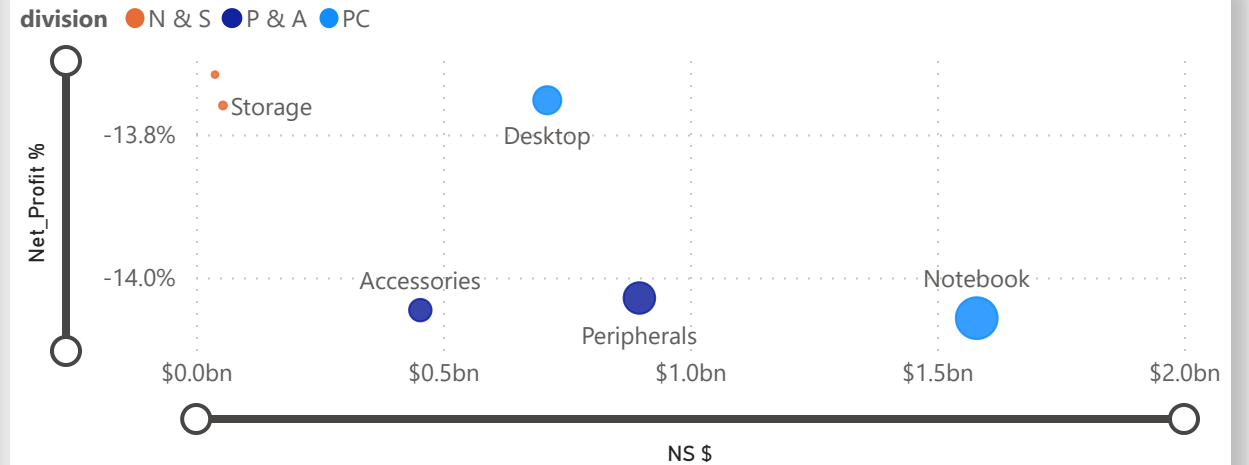 division N & S P & A PC
Storage
Desktop
-13.8%
Net_Profit %
-14.0%
Accessories
Notebook
Peripherals
$0.0bn $0.5bn $1.0bn $1.5bn $2.0bn
NS $